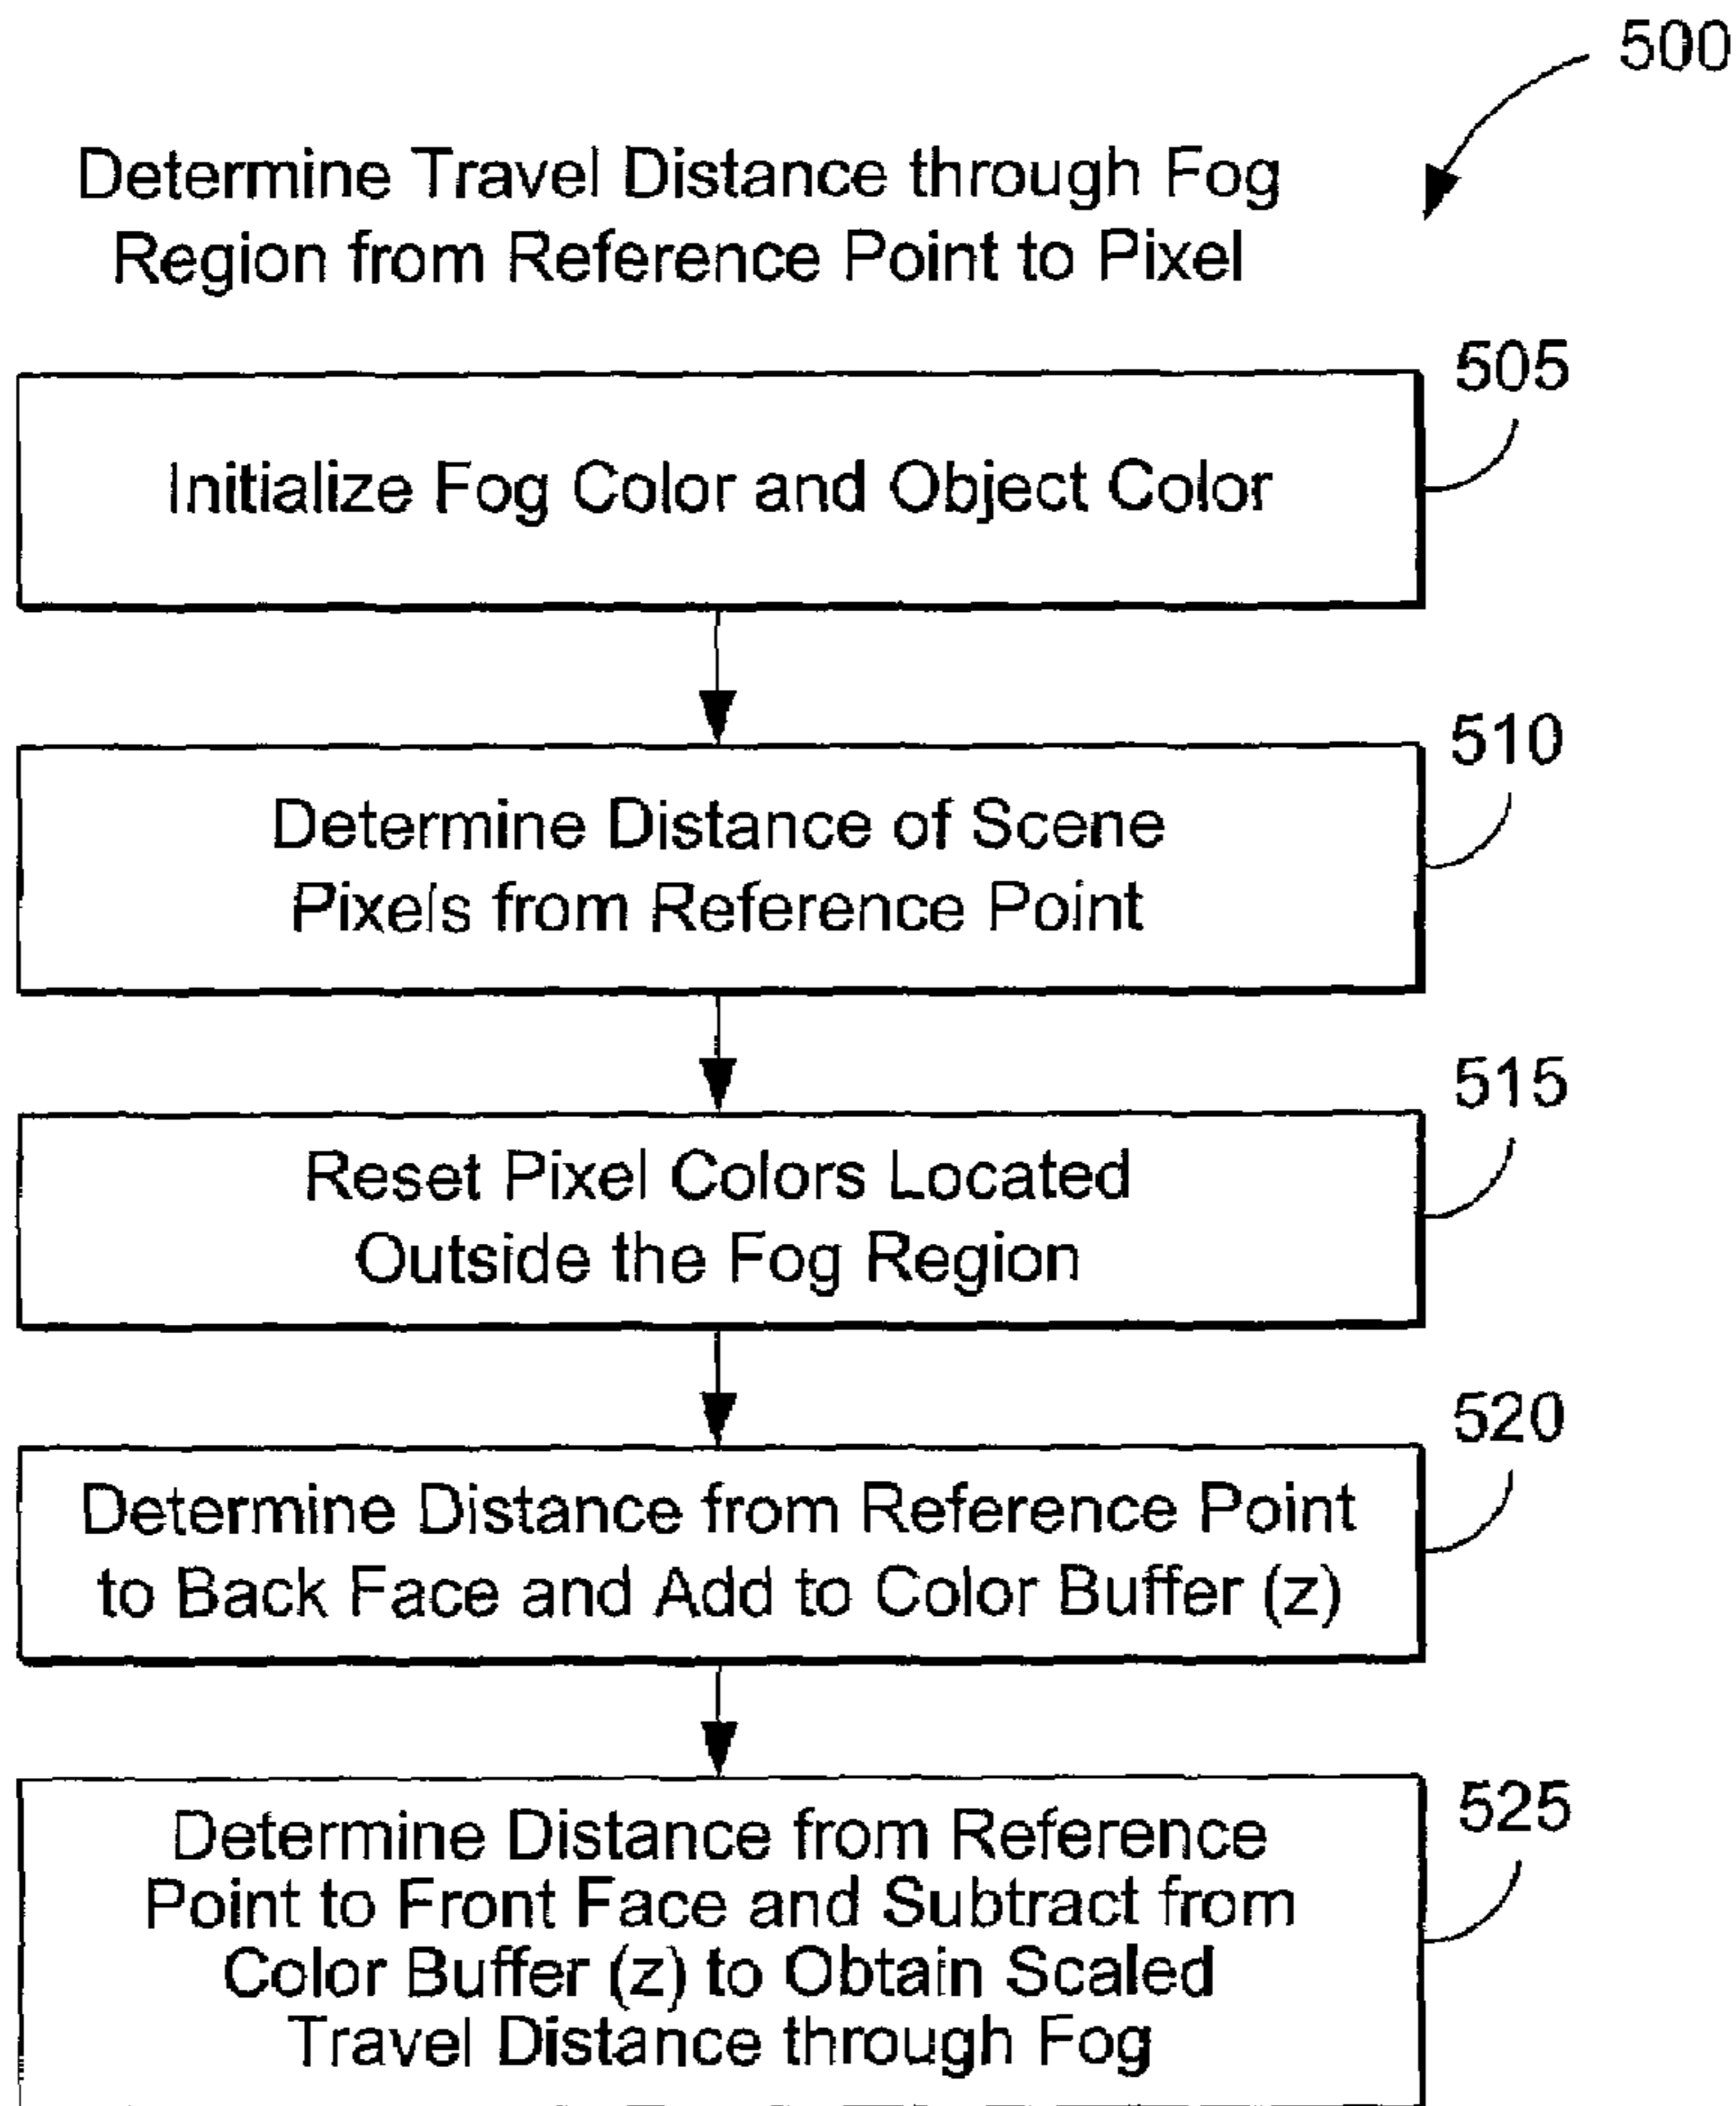 500
Determine Travel Distance through Fog
Region from Reference Point to Pixel
505
Initialize Fog Color and Object Color
510
Determine Distance of Scene
Pixels from Reference Point
515
Reset Pixel Colors Located
Outside the Fog Region
520
Determine Distance from Reference Point
to Back Face and Add to Color Buffer (z)
525
Determine Distance from Reference
Point to Front Face and Subtract from
Color Buffer (z) to Obtain Scaled
Travel Distance through Fog